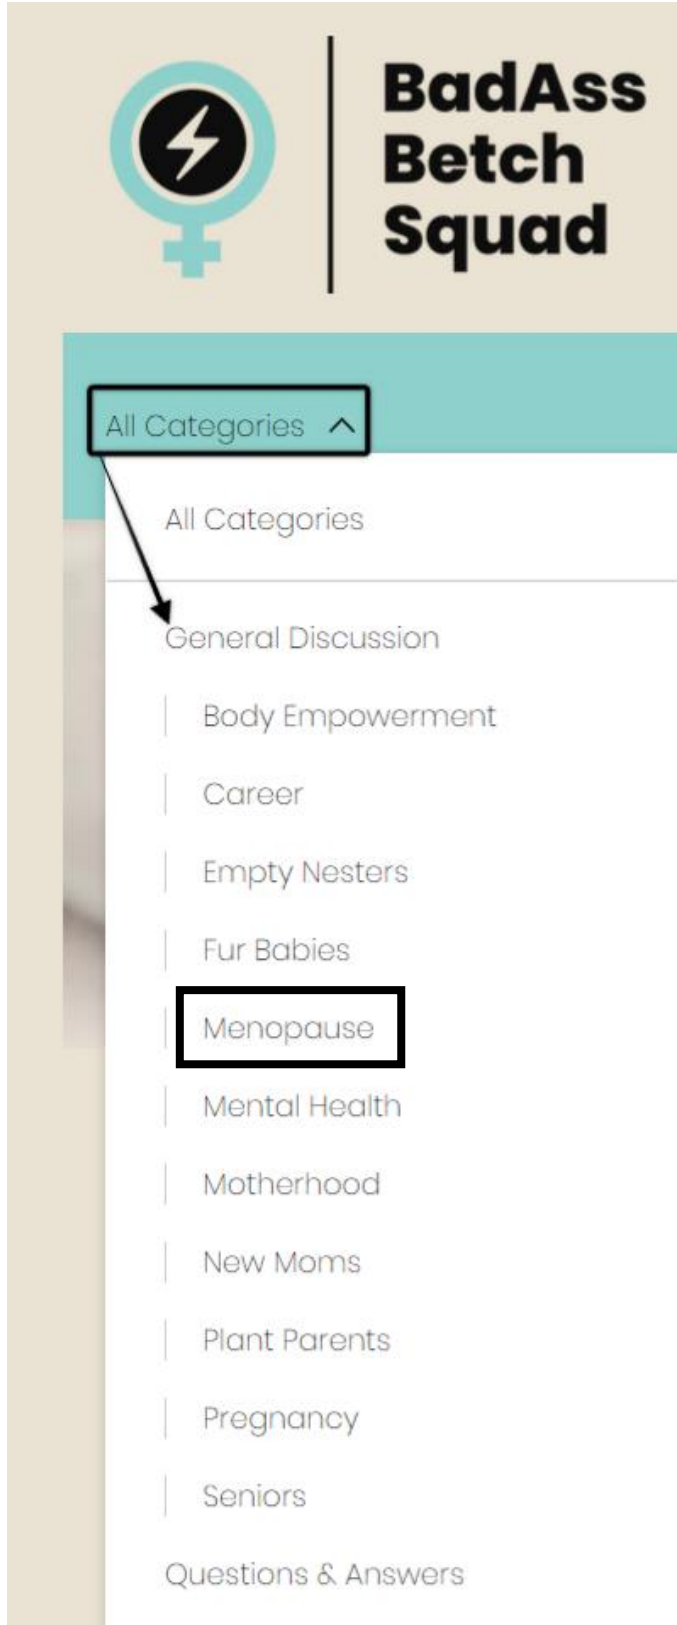 BadAss
Betch
Squad
All Categories
All Categories
General Discussion
Body Empowerment
Career
Empty Nesters
Fur Babies
Menopause
Mental Health
Motherhood
New Moms
Plant Parents
Pregnancy
Seniors
Questions & Answers